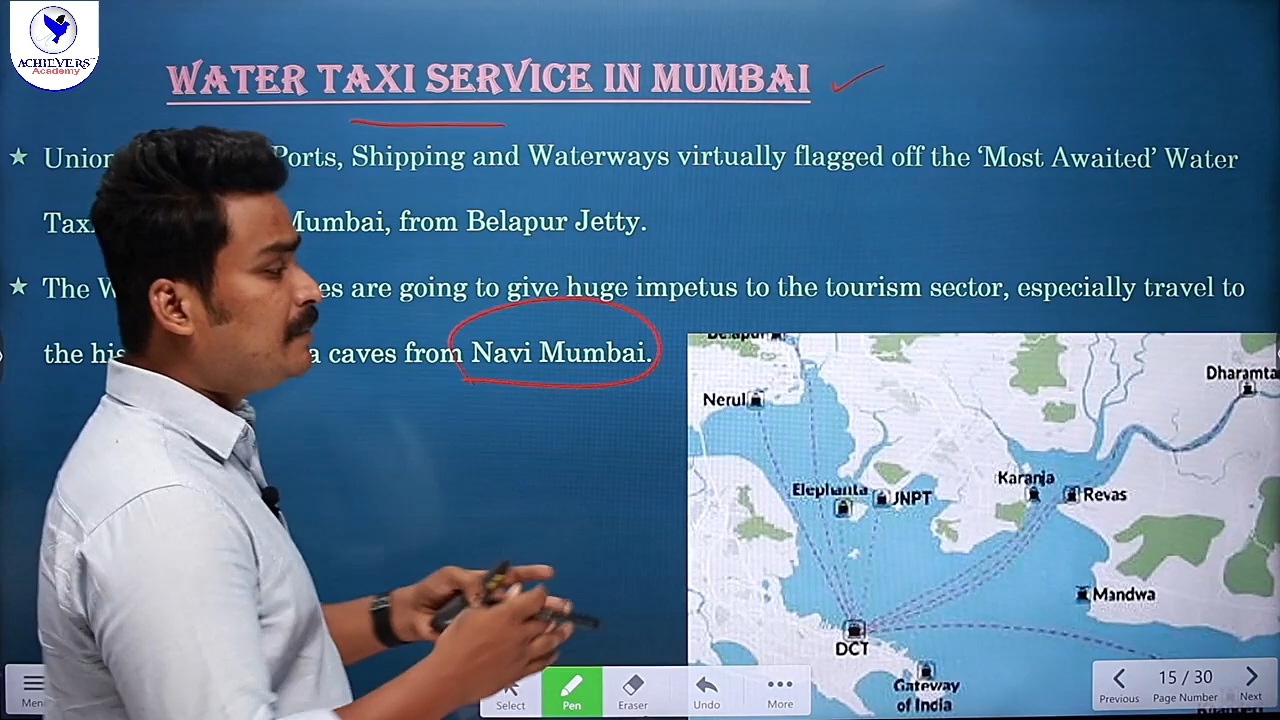 ACHIEVERS
Academy
WATER TAXI SERVICE IN MUMBAI
Union Ports, Shipping and Waterways virtually flagged off the ‘Most Awaited’ Water
Mumbai, from Belapur Jetty.
The are going to give huge impetus to the tourism sector, especially travel to
the caves from Navi Mumbai.
Belapur
Nerul
Dharamta
Elephanta
JNPT
Karanja
Revas
Mandwa
DCT
Gateway
of India
Select
Pen
Eraser
Undo
More
Previous
15 / 30
Page Number
Next